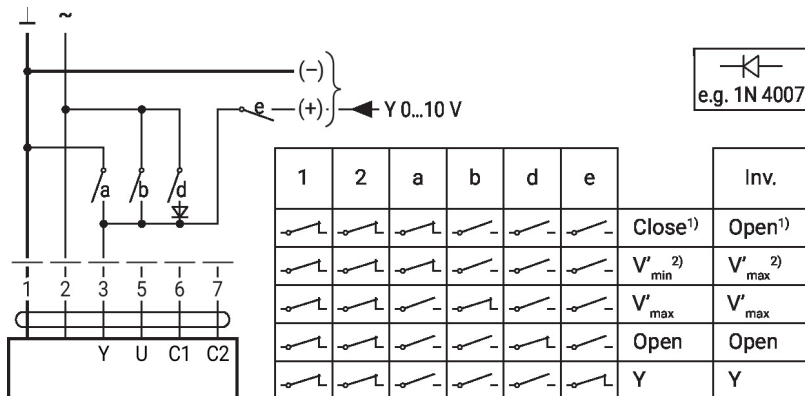 ⊥ ~
(–)
e (+) Y 0...10 V
e.g. 1N 4007
a b d
1 2 3 5 6 7
Y U C1 C2
1 2 a b d e Inv.
Close¹⁾ Open¹⁾
V'min²⁾ V'max²⁾
V'max V'max
Open Open
Y Y